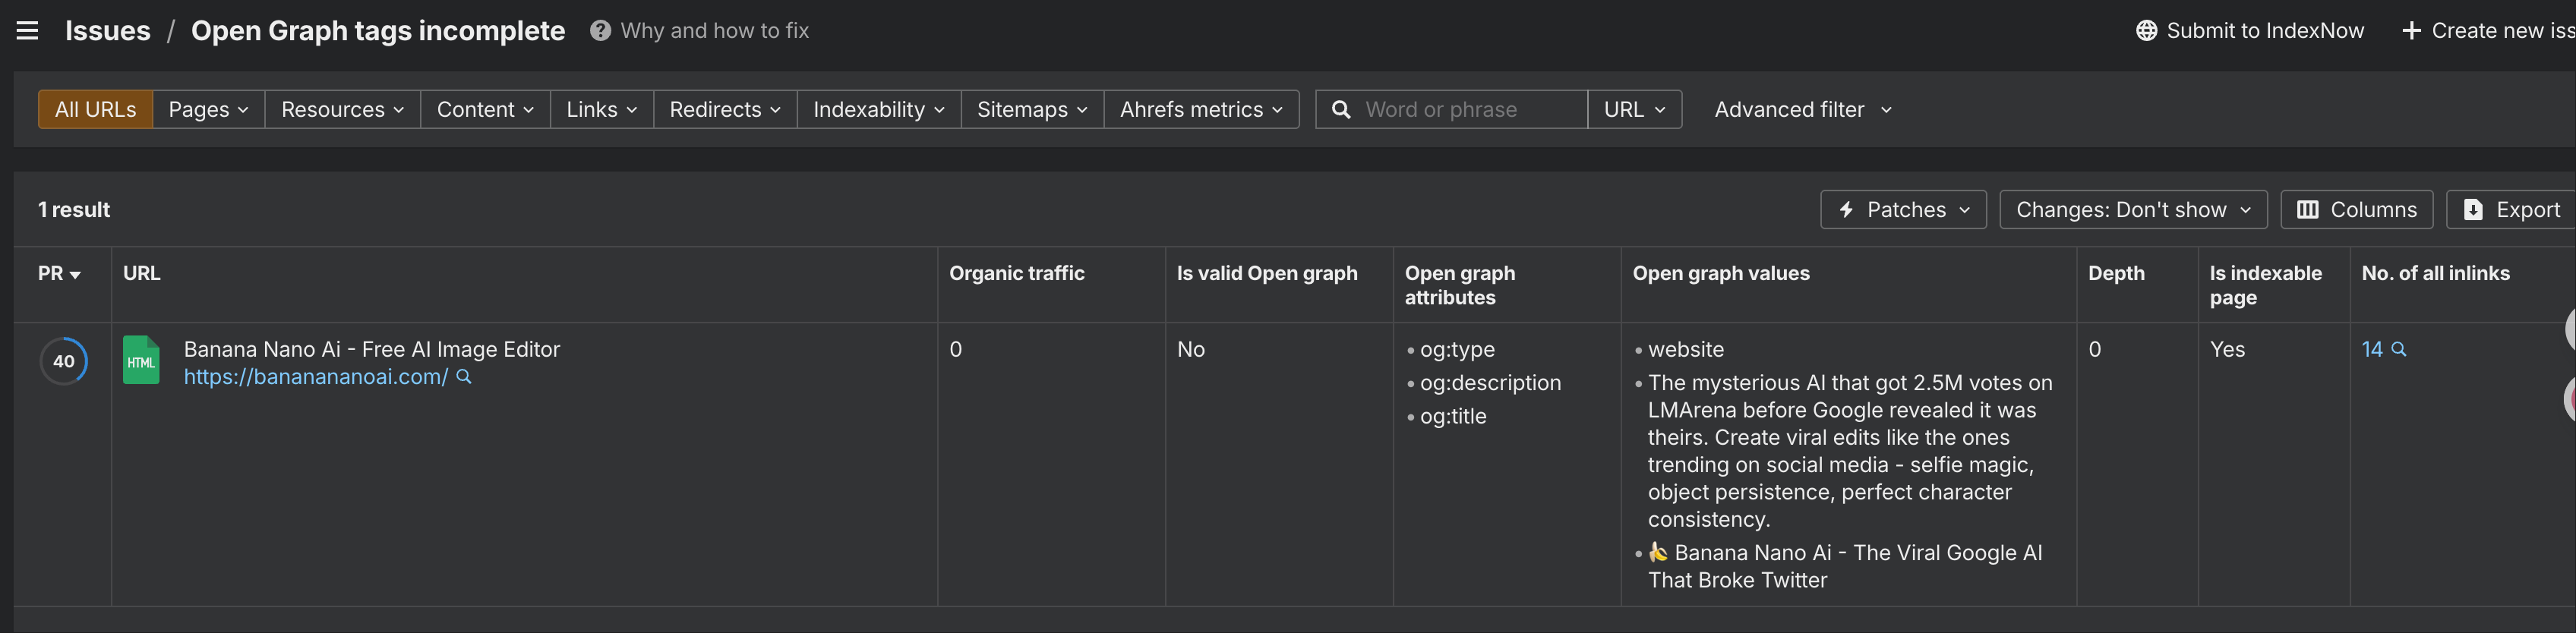 Issues / Open Graph tags incomplete ? Why and how to fix
Submit to IndexNow + Create new iss
All URLs Pages Resources Content Links Redirects Indexability Sitemaps Ahrefs metrics Word or phrase URL Advanced filter
1 result
Patches Changes: Don't show Columns Export
PR URL Organic traffic Is valid Open graph Open graph attributes Open graph values Depth Is indexable page No. of all inlinks
40
HTML
Banana Nano Ai - Free AI Image Editor
https://banananano​ai.com/
0
No
• og:type
• og:description
• og:title
• website
• The mysterious AI that got 2.5M votes on
LMArena before Google revealed it was
theirs. Create viral edits like the ones
trending on social media - selfie magic,
object persistence, perfect character
consistency.
• 🍌 Banana Nano Ai - The Viral Google AI
That Broke Twitter
0
Yes
14